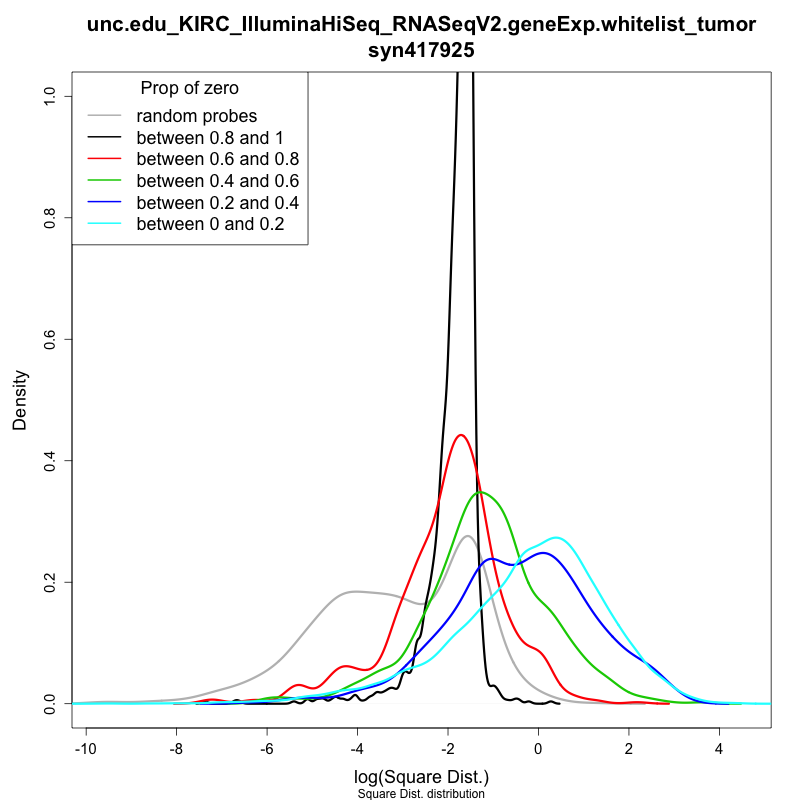 unc.edu_KIRC_IlluminaHiSeq_RNASeqV2.geneExp.whitelist_tumor
syn417925
Prop of zero
random probes
between 0.8 and 1
between 0.6 and 0.8
between 0.4 and 0.6
between 0.2 and 0.4
between 0 and 0.2
Density
1.0
0.8
0.6
0.4
0.2
0.0
-10 -8 -6 -4 -2 0 2 4
log(Square Dist.)
Square Dist. distribution